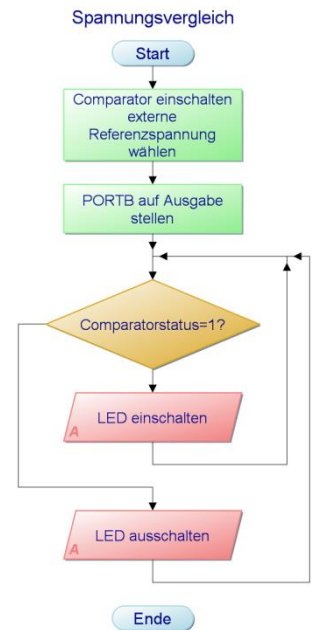 Spannungsvergleich
Start
Comparator einschalten
externe
Referenzspannung
wählen
PORTB auf Ausgabe
stellen
Comparatorstatus=1?
LED einschalten
A
LED ausschalten
A
Ende